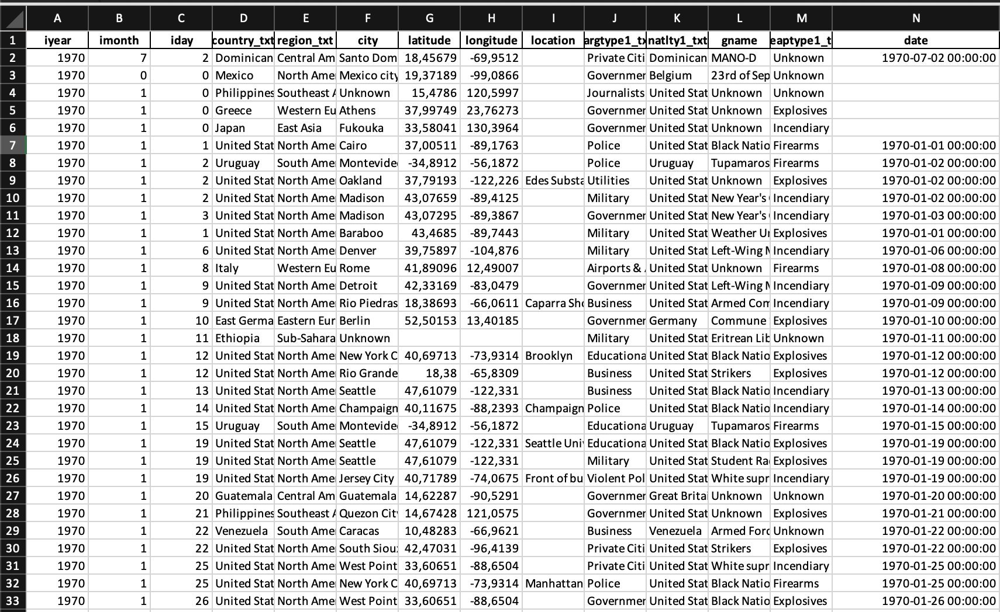 A B C D E F G H I J K L M N
1 iyear imonth iday country_txt region_txt city latitude longitude location argtype1_tx natlty1_txt gname eaptype1_t date
2 1970 7 2 Dominican Central Am Santo Dom 18,45679 -69,9512 Private Citi Dominican MANO-D Unknown 1970-07-02 00:00:00
3 1970 0 0 Mexico North Ame Mexico city 19,37189 -99,0866 Governmer Belgium 23rd of Sep Unknown
4 1970 1 0 Philippines Southeast A Unknown 15,4786 120,5997 Journalists United Stat Unknown Unknown
5 1970 1 0 Greece Western Eu Athens 37,99749 23,76273 Governmer United Stat Unknown Explosives
6 1970 1 0 Japan East Asia Fukouka 33,58041 130,3964 Governmer United Stat Unknown Incendiary
7 1970 1 1 United Stat North Ame Cairo 37,00511 -89,1763 Police United Stat Black Natio Firearms 1970-01-01 00:00:00
8 1970 1 2 Uruguay South Ame Montevide -34,8912 -56,1872 Police Uruguay Tupamaros Firearms 1970-01-02 00:00:00
9 1970 1 2 United Stat North Ame Oakland 37,79193 -122,226 Edes Substa Utilities United Stat Unknown Explosives 1970-01-02 00:00:00
10 1970 1 2 United Stat North Ame Madison 43,07659 -89,4125 Military United Stat New Year's Incendiary 1970-01-02 00:00:00
11 1970 1 3 United Stat North Ame Madison 43,07295 -89,3867 Governmer United Stat New Year's Incendiary 1970-01-03 00:00:00
12 1970 1 1 United Stat North Ame Baraboo 43,4685 -89,7443 Military United Stat Weather Ur Explosives 1970-01-01 00:00:00
13 1970 1 6 United Stat North Ame Denver 39,75897 -104,876 Military United Stat Left-Wing M Incendiary 1970-01-06 00:00:00
14 1970 1 8 Italy Western Eu Rome 41,89096 12,49007 Airports & United Stat Unknown Firearms 1970-01-08 00:00:00
15 1970 1 9 United Stat North Ame Detroit 42,33169 -83,0479 Governmer United Stat Left-Wing M Incendiary 1970-01-09 00:00:00
16 1970 1 9 United Stat North Ame Rio Piedras 18,38693 -66,0611 Caparra Sho Business United Stat Armed Com Incendiary 1970-01-09 00:00:00
17 1970 1 10 East Germa Eastern Eur Berlin 52,50153 13,40185 Governmer Germany Commune Explosives 1970-01-10 00:00:00
18 1970 1 11 Ethiopia Sub-Sahara Unknown Military United Stat Eritrean Lib Unknown 1970-01-11 00:00:00
19 1970 1 12 United Stat North Ame New York C 40,69713 -73,9314 Brooklyn Educationa United Stat Black Natio Explosives 1970-01-12 00:00:00
20 1970 1 12 United Stat North Ame Rio Grande 18,38 -65,8309 Business United Stat Strikers Explosives 1970-01-12 00:00:00
21 1970 1 13 United Stat North Ame Seattle 47,61079 -122,331 Business United Stat Black Natio Incendiary 1970-01-13 00:00:00
22 1970 1 14 United Stat North Ame Champaign 40,11675 -88,2393 Champaign Police United Stat Black Natio Incendiary 1970-01-14 00:00:00
23 1970 1 15 Uruguay South Ame Montevide -34,8912 -56,1872 Educationa Uruguay Tupamaros Firearms 1970-01-15 00:00:00
24 1970 1 19 United Stat North Ame Seattle 47,61079 -122,331 Seattle Univ Educationa United Stat Black Natio Explosives 1970-01-19 00:00:00
25 1970 1 19 United Stat North Ame Seattle 47,61079 -122,331 Military United Stat Student Ra Explosives 1970-01-19 00:00:00
26 1970 1 19 United Stat North Ame Jersey City 40,71789 -74,0675 Front of bu Violent Pol United Stat White supr Incendiary 1970-01-19 00:00:00
27 1970 1 20 Guatemala Central Am Guatemala 14,62287 -90,5291 Governmer Great Britai Unknown Unknown 1970-01-20 00:00:00
28 1970 1 21 Philippines Southeast A Quezon City 14,67428 121,0575 Governmer United Stat Unknown Explosives 1970-01-21 00:00:00
29 1970 1 22 Venezuela South Ame Caracas 10,48283 -66,9621 Business Venezuela Armed Forc Unknown 1970-01-22 00:00:00
30 1970 1 22 United Stat North Ame South Sioux 42,47031 -96,4139 Private Citi United Stat Strikers Explosives 1970-01-22 00:00:00
31 1970 1 25 United Stat North Ame West Point 33,60651 -88,6504 Private Citi United Stat White supr Incendiary 1970-01-25 00:00:00
32 1970 1 25 United Stat North Ame New York C 40,69713 -73,9314 Manhattan Police United Stat Black Natio Firearms 1970-01-25 00:00:00
33 1970 1 26 United Stat North Ame West Point 33,60651 -88,6504 Governmer United Stat Black Natio Explosives 1970-01-26 00:00:00